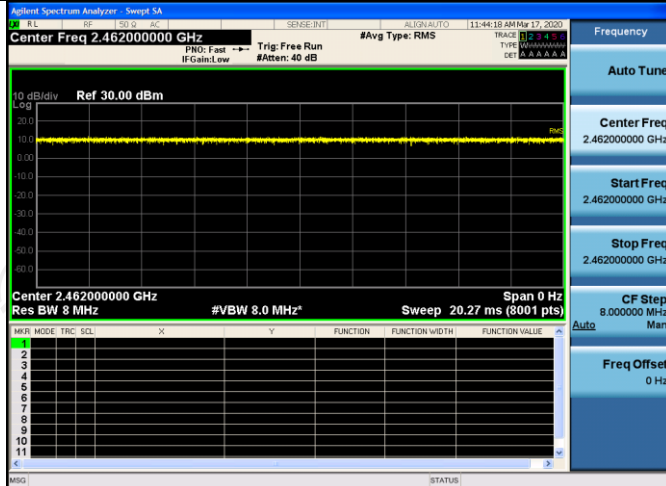 Agilent Spectrum Analyzer - Swept SA
RL RF 50 Ω AC SENSE:INT ALIGNAUTO 11:44:18 AM Mar 17, 2020
Center Freq 2.462000000 GHz
PNO: Fast
IFGain:Low
Trig: Free Run
#Atten: 40 dB
#Avg Type: RMS
TRACE 1 2 3 4 5 6
TYPE WWWWWW
DET A A A A A A
10 dB/div Ref 30.00 dBm
Log
20.0
RMS
10.0
0.00
-10.0
-20.0
-30.0
-40.0
-50.0
-60.0
Center 2.462000000 GHz Span 0 Hz
Res BW 8 MHz #VBW 8.0 MHz* Sweep 20.27 ms (8001 pts)
MKR MODE TRC SCL X Y FUNCTION FUNCTION WIDTH FUNCTION VALUE
1
2
3
4
5
6
7
8
9
10
11
MSG STATUS
Frequency
Auto Tune
Center Freq
2.462000000 GHz
Start Freq
2.462000000 GHz
Stop Freq
2.462000000 GHz
CF Step
8.000000 MHz
Auto Man
Freq Offset
0 Hz